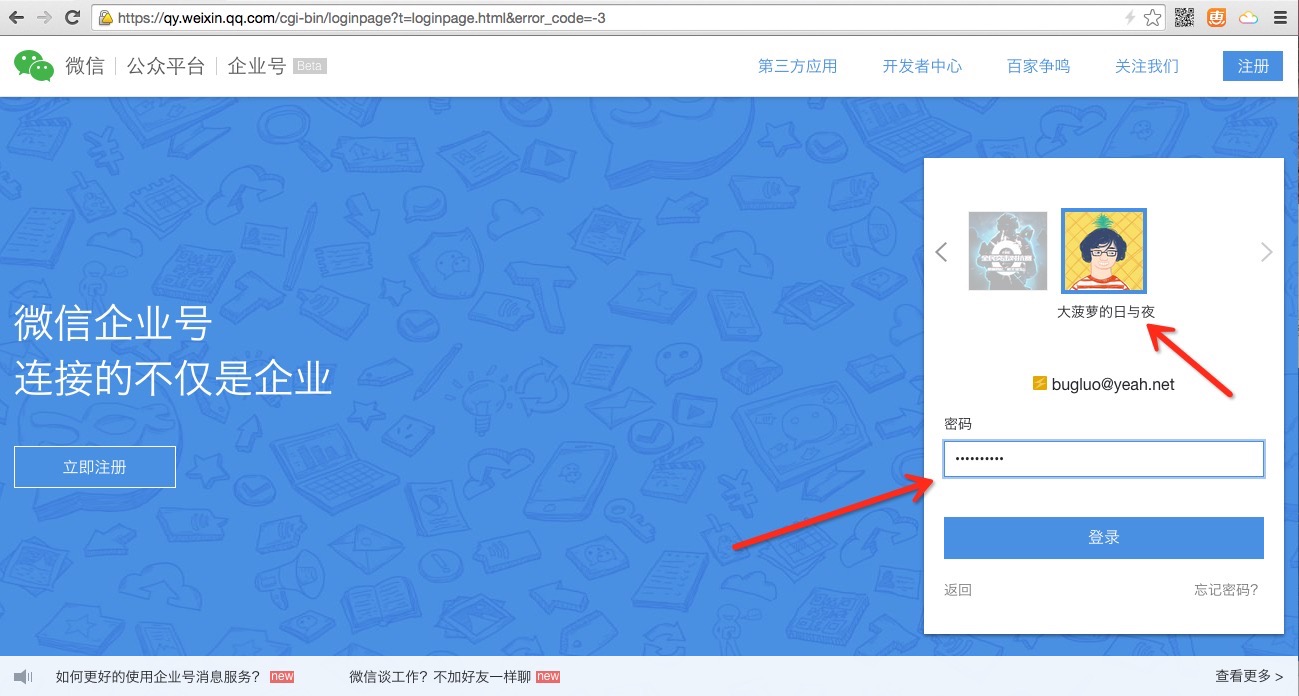 https://qy.weixin.qq.com/cgi-bin/loginpage?t=loginpage.html&error_code=-3
微信 公众平台 企业号 Beta
第三方应用 开发者中心 百家争鸣 关注我们 注册
微信企业号
连接的不仅是企业
立即注册
大菠萝的日与夜
bugluo@yeah.net
密码
••••••••••
登录
返回 忘记密码?
如何更好的使用企业号消息服务? new 微信谈工作? 不加好友一样聊 new 查看更多 >